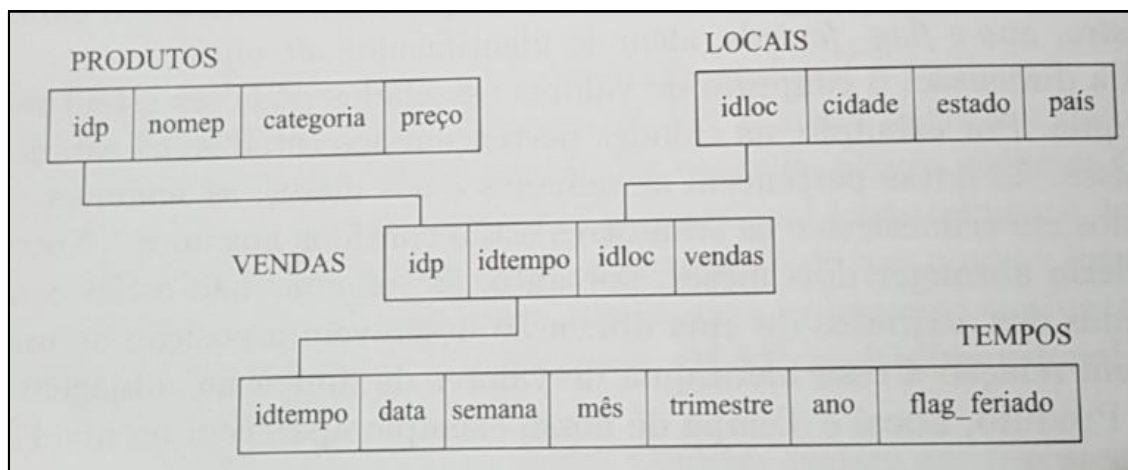 PRODUTOS
idp nomep categoria preço
LOCAIS
idloc cidade estado país
VENDAS idp idtempo idloc vendas
TEMPOS
idtempo data semana mês trimestre ano flag_feriado